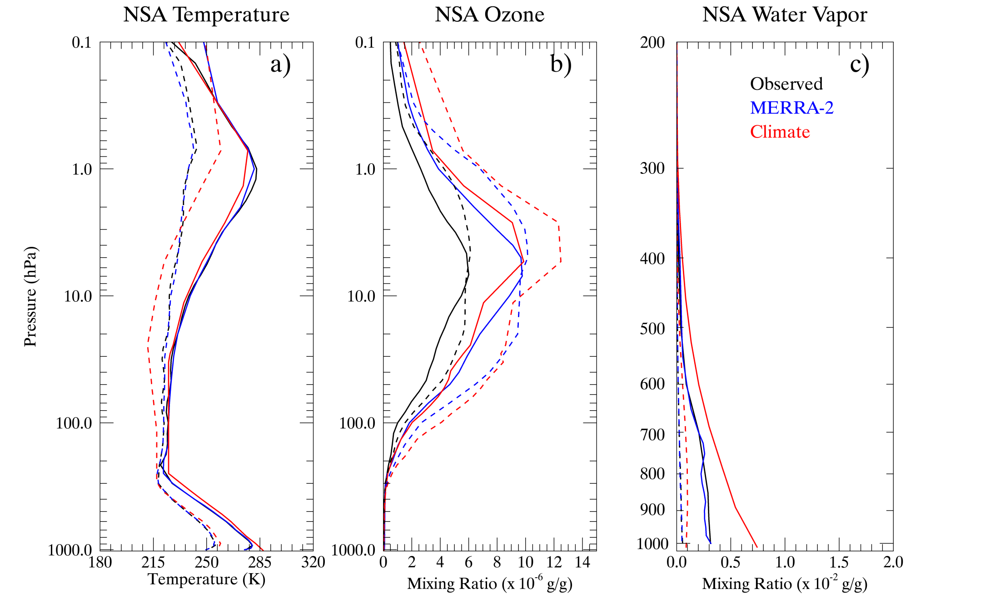 NSA Temperature
NSA Ozone
NSA Water Vapor
0.1
1.0
10.0
100.0
1000.0
Pressure (hPa)
a)
180 215 250 285 320
Temperature (K)
0.1
1.0
10.0
100.0
1000.0
b)
0 2 4 6 8 10 12 14
Mixing Ratio (x 10-6 g/g)
200
300
400
500
600
700
800
900
1000
c)
Observed
MERRA-2
Climate
0.0 0.5 1.0 1.5 2.0
Mixing Ratio (x 10-2 g/g)